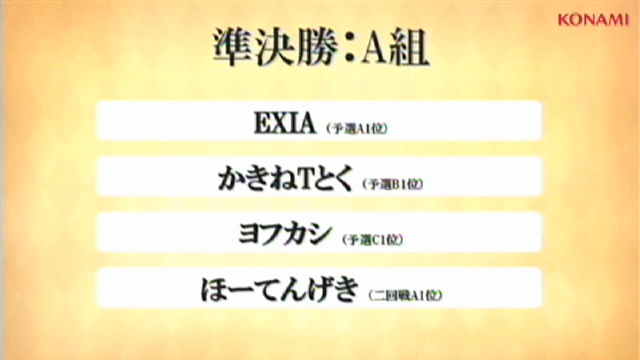 KONAMI
準決勝：A組
EXIA（予選A1位）
かきねTとく（予選B1位）
ヨフカシ（予選C1位）
ほーてんげき（二回戦A1位）